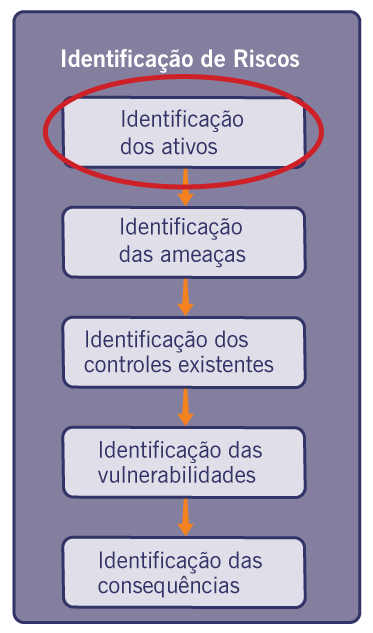 Identificação de Riscos
Identificação
dos ativos
Identificação
das ameaças
Identificação dos
controles existentes
Identificação das
vulnerabilidades
Identificação das
consequências